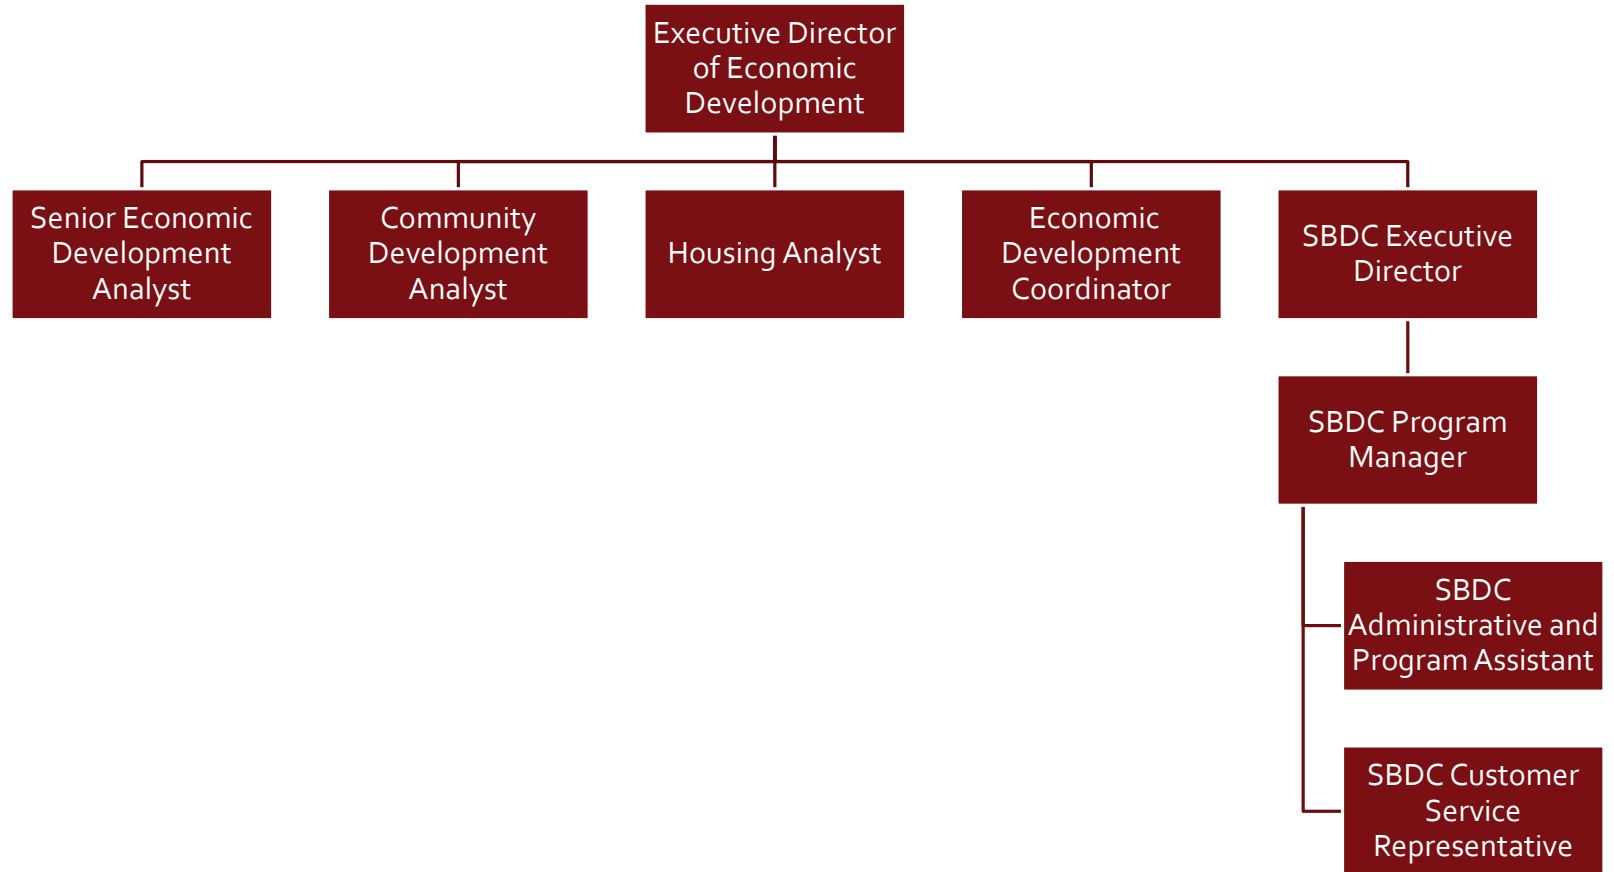 Executive Director
of Economic
Development
Senior Economic
Development
Analyst
Community
Development
Analyst
Housing Analyst
Economic
Development
Coordinator
SBDC Executive
Director
SBDC Program
Manager
SBDC
Administrative and
Program Assistant
SBDC Customer
Service
Representative